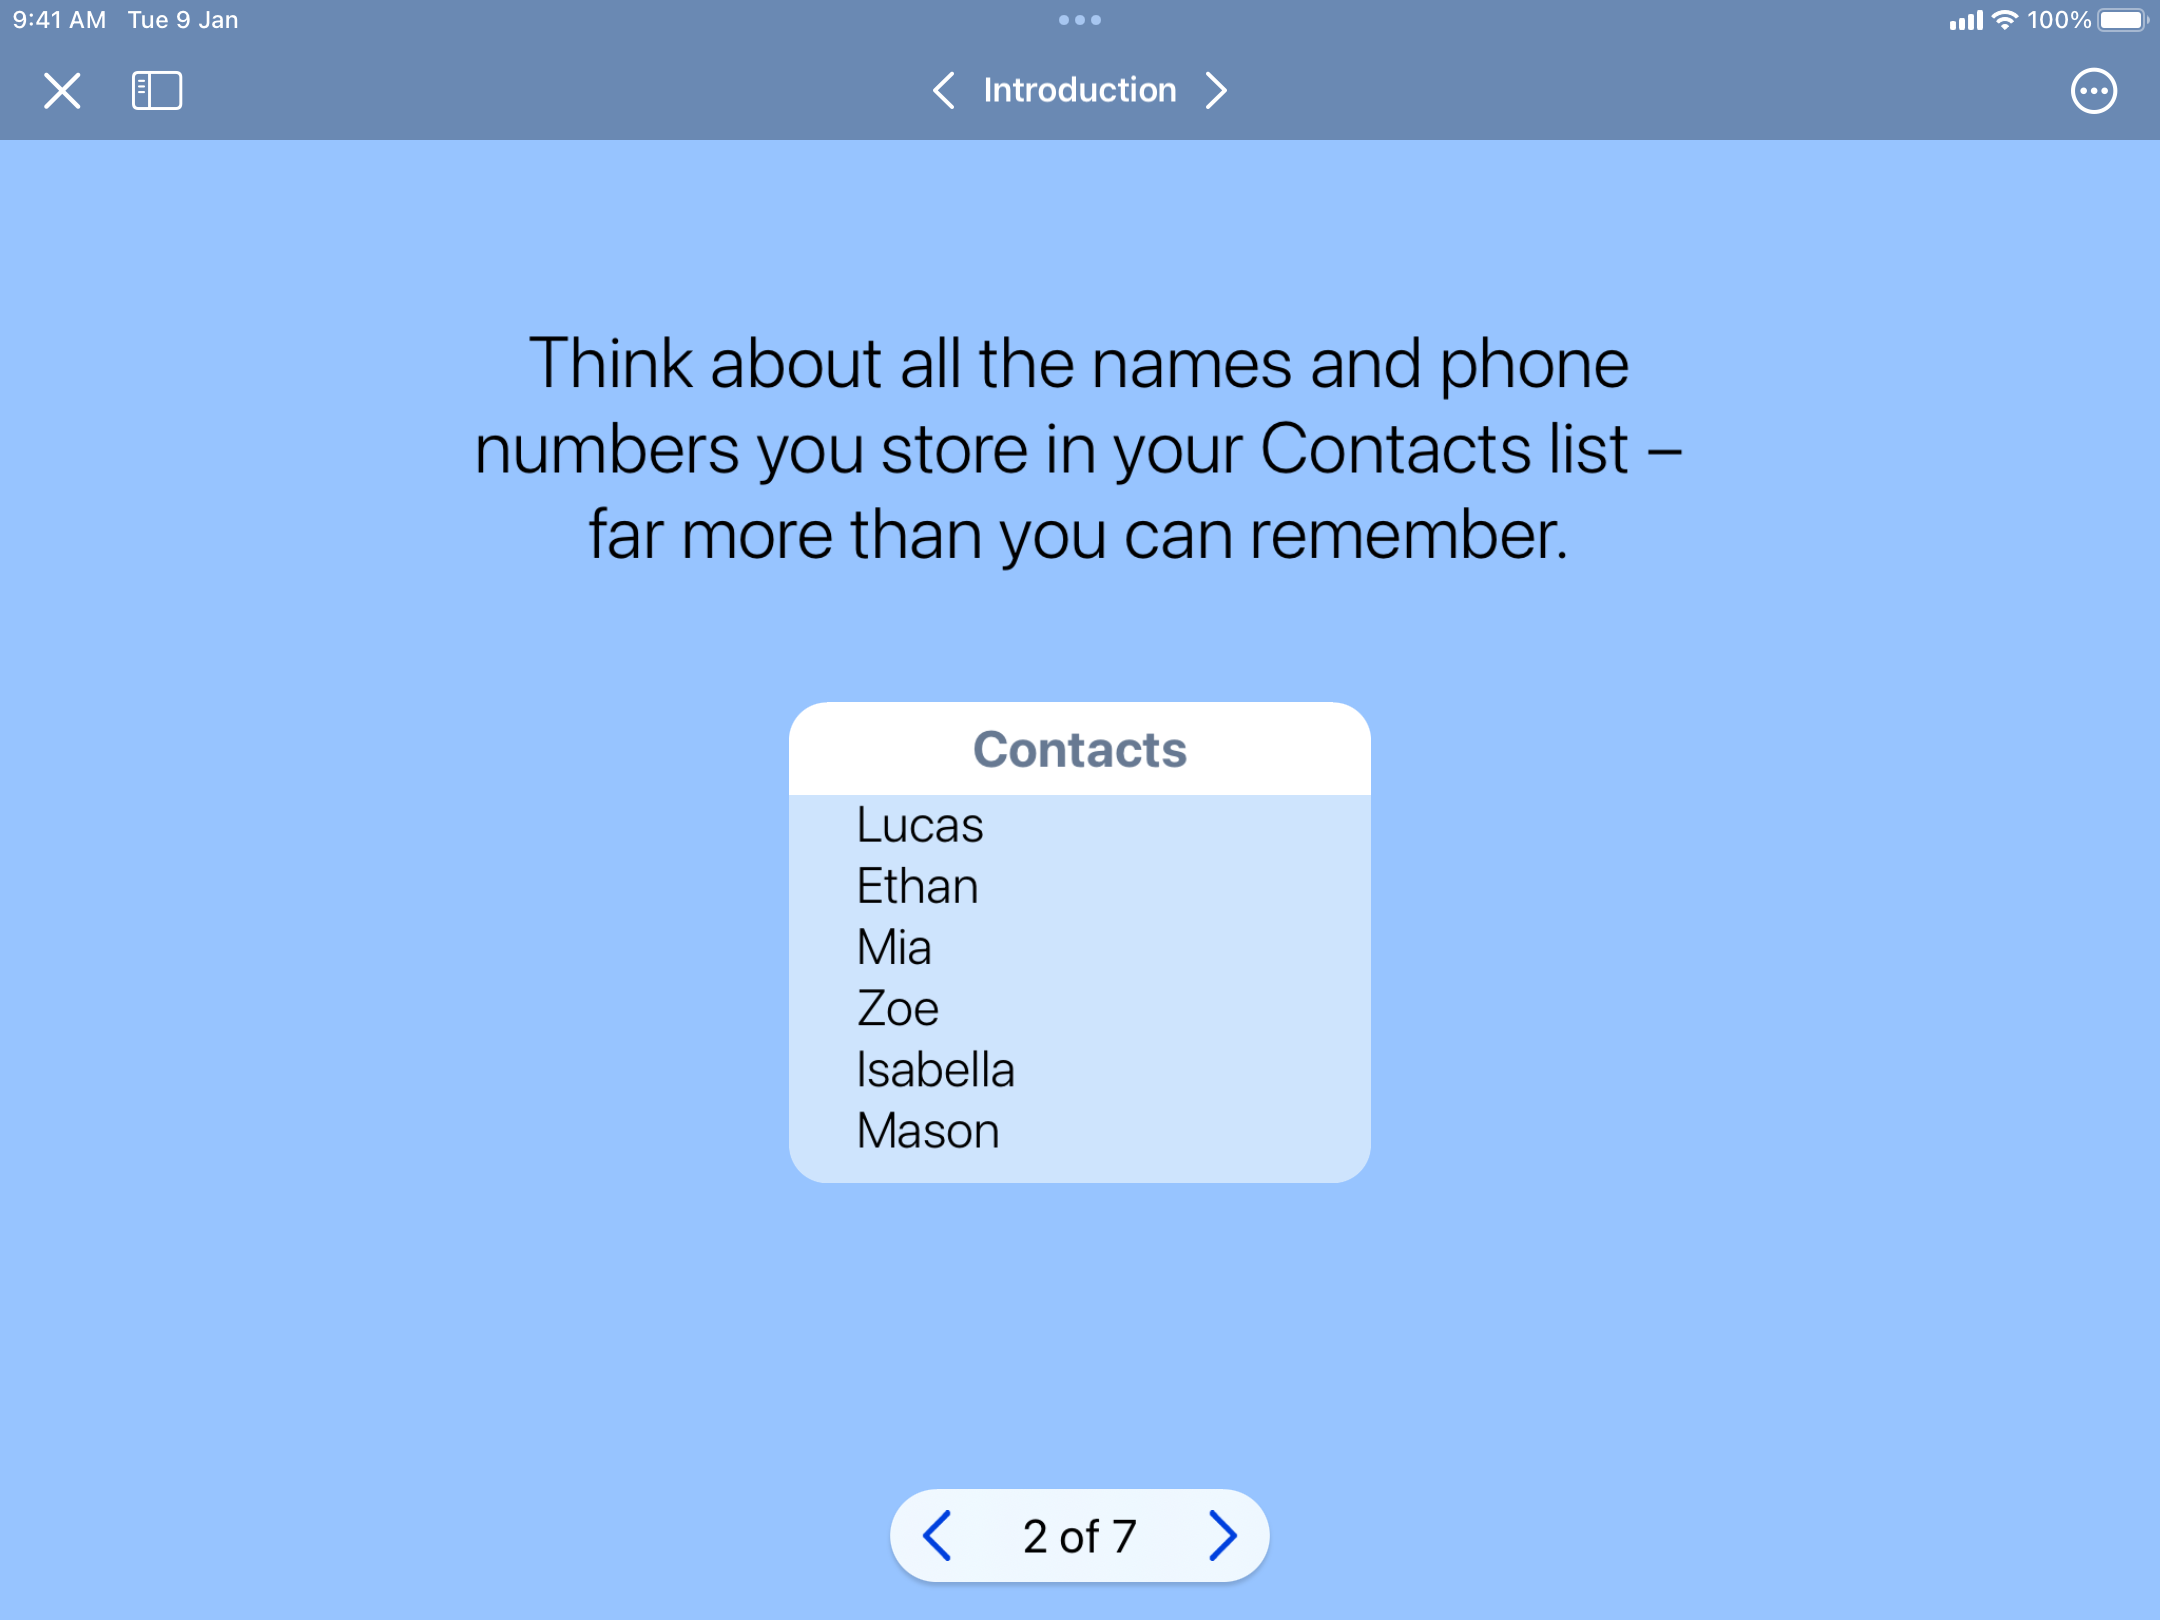 9:41 AM Tue 9 Jan
100%
Introduction
Think about all the names and phone
numbers you store in your Contacts list –
far more than you can remember.
Contacts
Lucas
Ethan
Mia
Zoe
Isabella
Mason
2 of 7